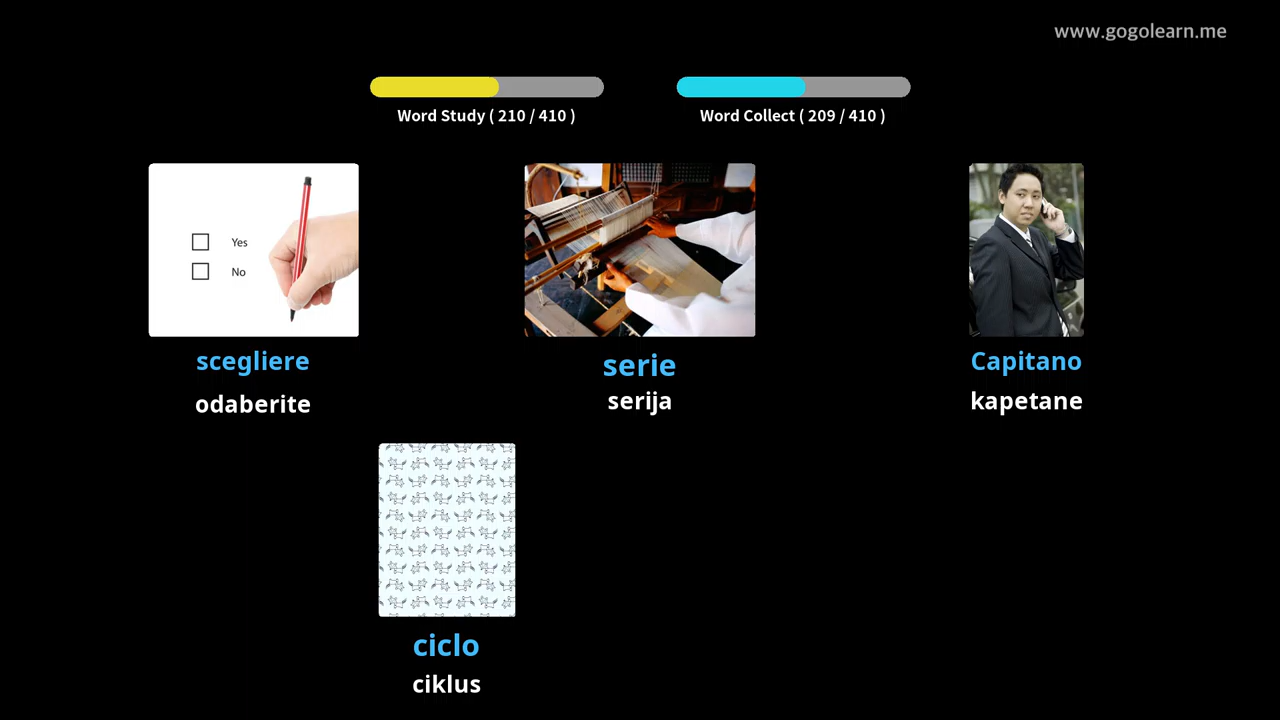 www.gogolearn.me
Word Study ( 210 / 410 )
Word Collect ( 209 / 410 )
Yes
No
scegliere
serie
Capitano
odaberite
serija
kapetane
ciclo
ciklus